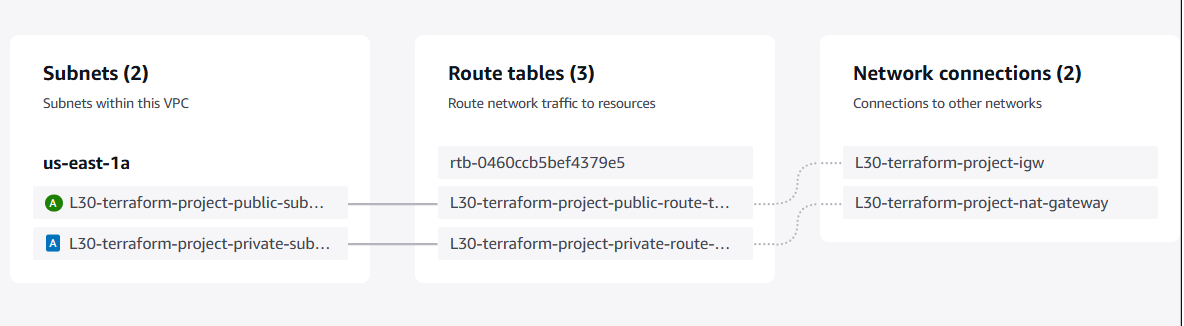 Subnets (2)
Subnets within this VPC
us-east-1a
A L30-terraform-project-public-sub...
A L30-terraform-project-private-sub...
Route tables (3)
Route network traffic to resources
rtb-0460ccb5bef4379e5
L30-terraform-project-public-route-t...
L30-terraform-project-private-route-...
Network connections (2)
Connections to other networks
L30-terraform-project-igw
L30-terraform-project-nat-gateway